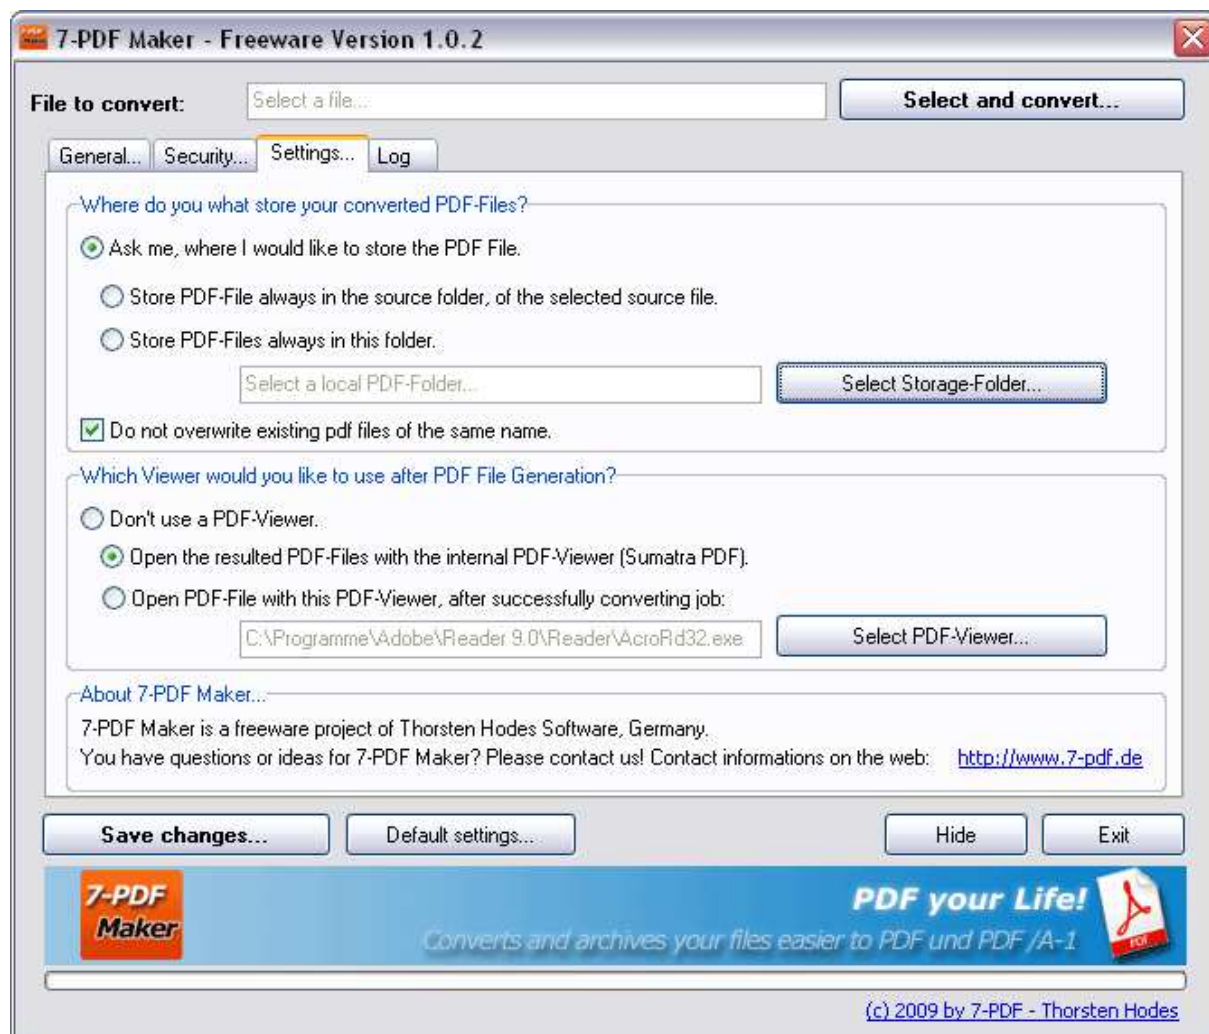 7-PDF Maker - Freeware Version 1.0.2
File to convert: Select a file... Select and convert...
General... Security... Settings... Log
Where do you what store your converted PDF-Files?
Ask me, where I would like to store the PDF File.
Store PDF-File always in the source folder, of the selected source file.
Store PDF-Files always in this folder.
Select a local PDF-Folder... Select Storage-Folder...
Do not overwrite existing pdf files of the same name.
Which Viewer would you like to use after PDF File Generation?
Don't use a PDF-Viewer.
Open the resulted PDF-Files with the internal PDF-Viewer (Sumatra PDF).
Open PDF-File with this PDF-Viewer, after successfully converting job:
C:\Programme\Adobe\Reader 9.0\Reader\AcroRd32.exe Select PDF-Viewer...
About 7-PDF Maker...
7-PDF Maker is a freeware project of Thorsten Hodes Software, Germany.
You have questions or ideas for 7-PDF Maker? Please contact us! Contact informations on the web: http://www.7-pdf.de
Save changes... Default settings... Hide Exit
7-PDF
Maker
PDF your Life!
Converts and archives your files easier to PDF und PDF /A-1
PDF
(c) 2009 by 7-PDF - Thorsten Hodes